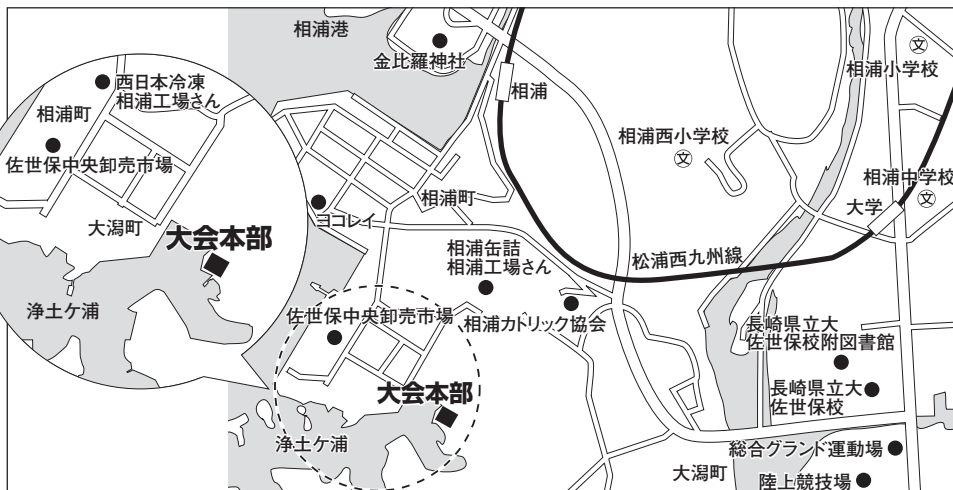 相浦港
金比羅神社
文
相浦小学校
西日本冷凍
相浦工場さん
相浦
相浦町
相浦西小学校
文
佐世保中央卸売市場
相浦中学校
文
相浦町
大学
ヨコレイ
大潟町
大会本部
相浦缶詰
相浦工場さん
松浦西九州線
浄土ケ浦
佐世保中央卸売市場
相浦カトリック協会
長崎県立大
佐世保校附図書館
大会本部
長崎県立大
佐世保校
浄土ケ浦
総合グランド運動場
大潟町
陸上競技場